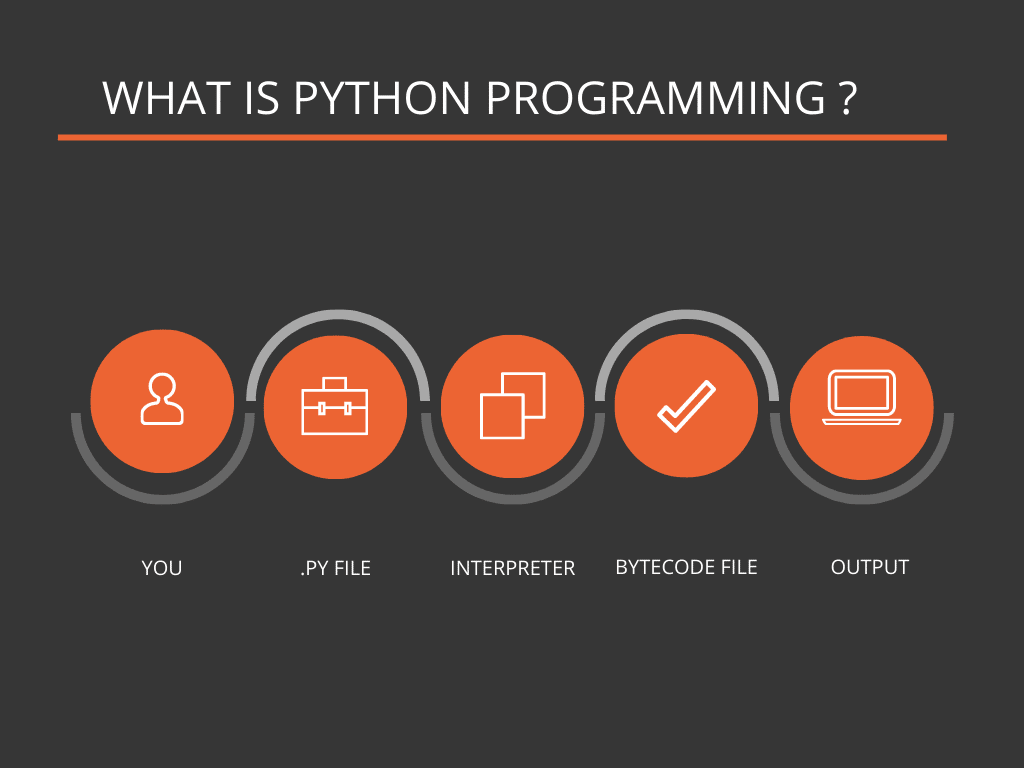 WHAT IS PYTHON PROGRAMMING ?
YOU
.PY FILE
INTERPRETER
BYTECODE FILE
OUTPUT